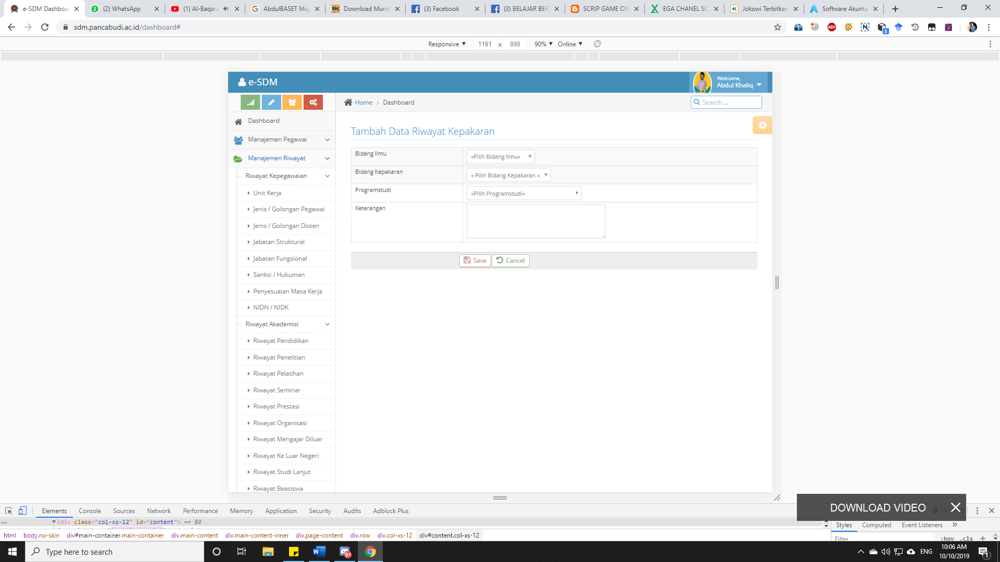 e-SDM Dashboar
(2) WhatsApp
(1) Al-Baqara
AbdulBASET Muj
Download Murot
(3) Facebook
(3) BELAJAR BER
SCRIP GAME ON
EGA CHANEL SC
Jokowi Terbitkan
Software Akunta
sdm.pancabudi.ac.id/dashboard#
Responsive ▼ 1161 x 898 90% ▼ Online ▼
e-SDM
Welcome,
Abdul Khaliq
Home > Dashboard
Search ...
Dashboard
Manajemen Pegawai
Manajemen Riwayat
Riwayat Kepegawaian
Unit Kerja
Jenis / Golongan Pegawai
Jenis / Golongan Dosen
Jabatan Struktural
Jabatan Fungsional
Sanksi / Hukuman
Penyesuaian Masa Kerja
NIDN / NIDK
Riwayat Akademisi
Riwayat Pendidikan
Riwayat Penelitian
Riwayat Pelatihan
Riwayat Seminar
Riwayat Prestasi
Riwayat Organisasi
Riwayat Mengajar Diluar
Riwayat Ke Luar Negeri
Riwayat Studi Lanjut
Riwayat Beasiswa
Tambah Data Riwayat Kepakaran
Bidang Ilmu «Pilih Bidang Ilmu»
Bidang Kepakaran « Pilih Bidang Kepakaran »
Programstudi «Pilih Programstudi»
Keterangan
Save Cancel
DOWNLOAD VIDEO
Elements Console Sources Network Performance Memory Application Security Audits Adblock Plus
<div class="col-xs-12" id="content"> == $0
Styles Computed Event Listeners »
html body.no-skin div#main-container.main-container div.main-content div.main-content-inner div.page-content div.row div.col-xs-12 div#content.col-xs-12
Filter :hov .cls +
Type here to search
ENG
10:06 AM
10/10/2019